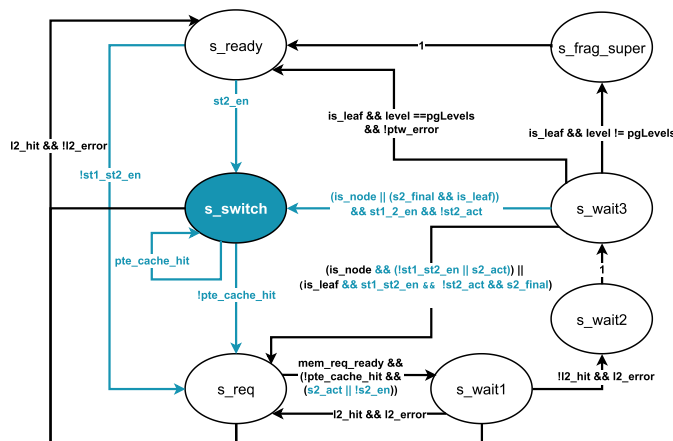 s_ready
s_frag_super
1
st2_en
is_leaf && level ==pgLevels
&& !ptw_error
is_leaf && level != pgLevels
l2_hit && !l2_error
!st1_st2_en
s_switch
(is_node || (s2_final && is_leaf))
&& st1_2_en && !st2_act
s_wait3
pte_cache_hit
(is_node && (!st1_st2_en || s2_act)) ||
(is_leaf && st1_st2_en && !st2_act && s2_final)
1
!pte_cache_hit
s_wait2
mem_req_ready &&
(!pte_cache_hit &&
(s2_act || !s2_en))
s_req
s_wait1
!l2_hit && l2_error
l2_hit && l2_error